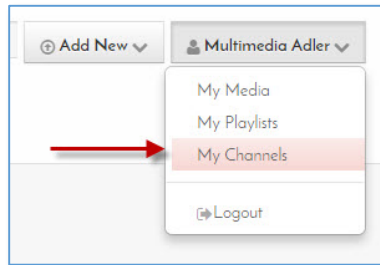 Add New
Multimedia Adler
My Media
My Playlists
My Channels
Logout